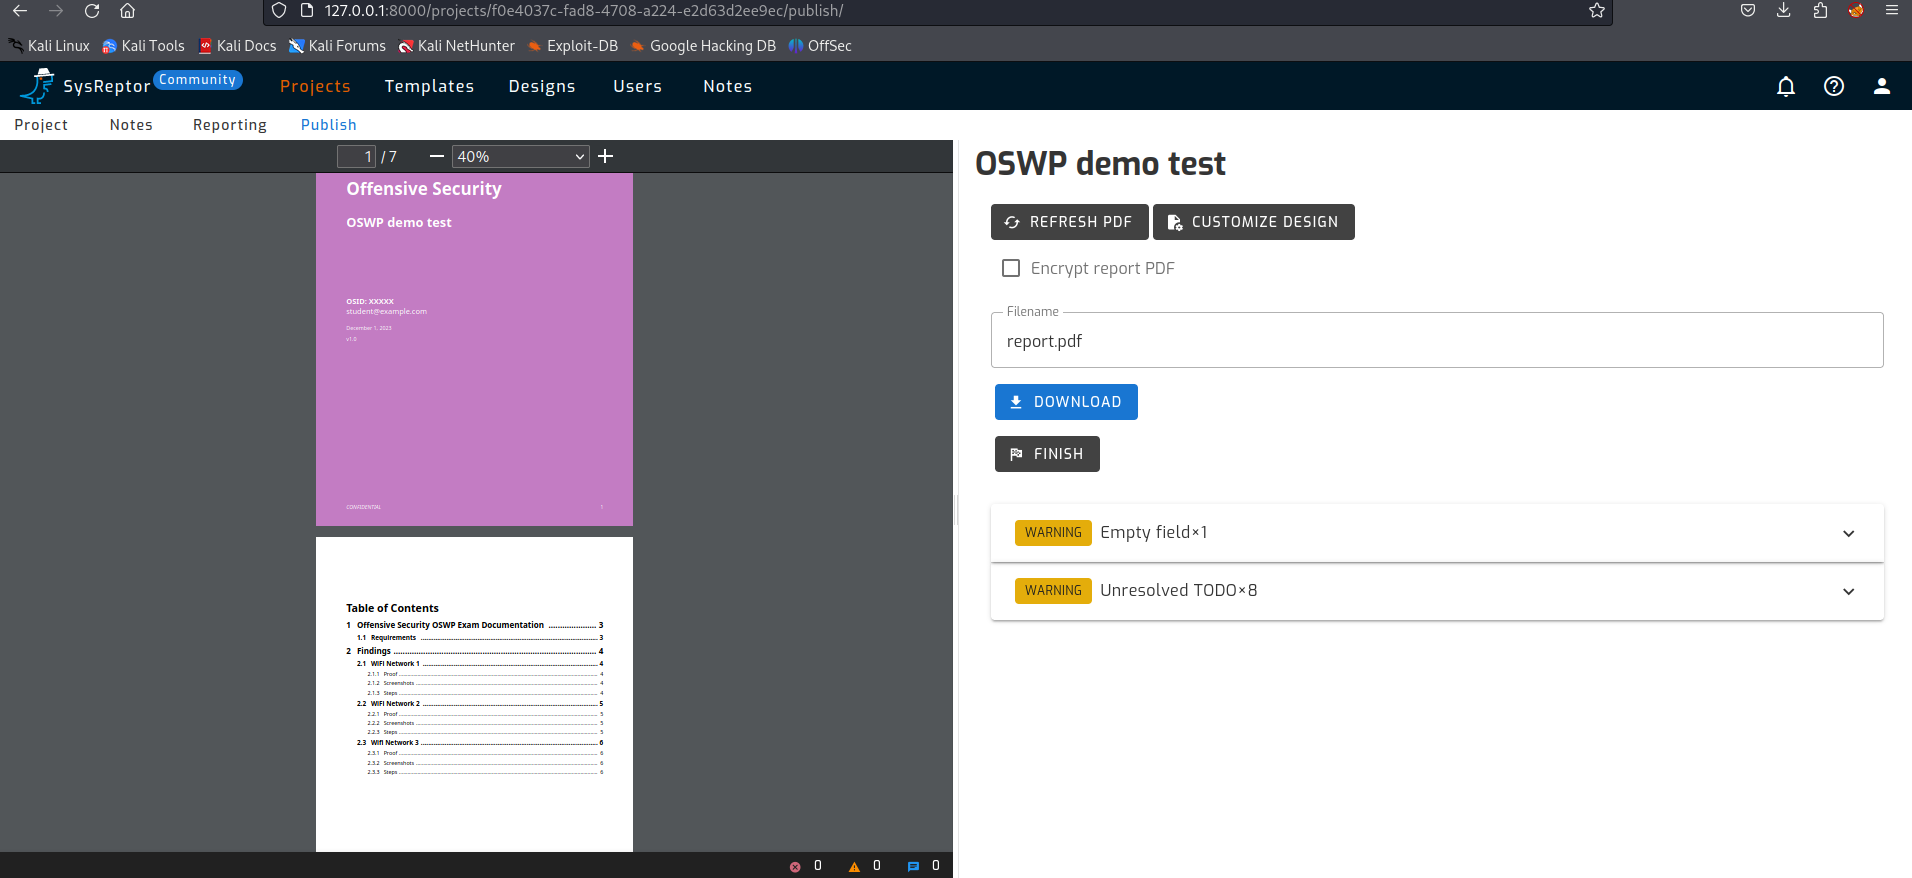 127.0.0.1:8000/projects/f0e4037c-fad8-4708-a224-e2d63d2ee9ec/publish/
Kali Linux Kali Tools Kali Docs Kali Forums Kali NetHunter Exploit-DB Google Hacking DB OffSec
SysReptor Community Projects Templates Designs Users Notes
Project Notes Reporting Publish
1 / 7 40%
Offensive Security
OSWP demo test
OSID: XXXXX
student@example.com
December 1, 2023
v1.0
CONFIDENTIAL 1
Table of Contents
1 Offensive Security OSWP Exam Documentation 3
1.1 Requirements 3
2 Findings 4
2.1 WiFi Network 1 4
2.1.1 Proof 4
2.1.2 Screenshots 4
2.1.3 Steps 4
2.2 WiFi Network 2 5
2.2.1 Proof 5
2.2.2 Screenshots 5
2.2.3 Steps 5
2.3 Wifi Network 3 6
2.3.1 Proof 6
2.3.2 Screenshots 6
2.3.3 Steps 6
0 0 0
OSWP demo test
REFRESH PDF CUSTOMIZE DESIGN
Encrypt report PDF
Filename
report.pdf
DOWNLOAD
FINISH
WARNING Empty field×1
WARNING Unresolved TODO×8